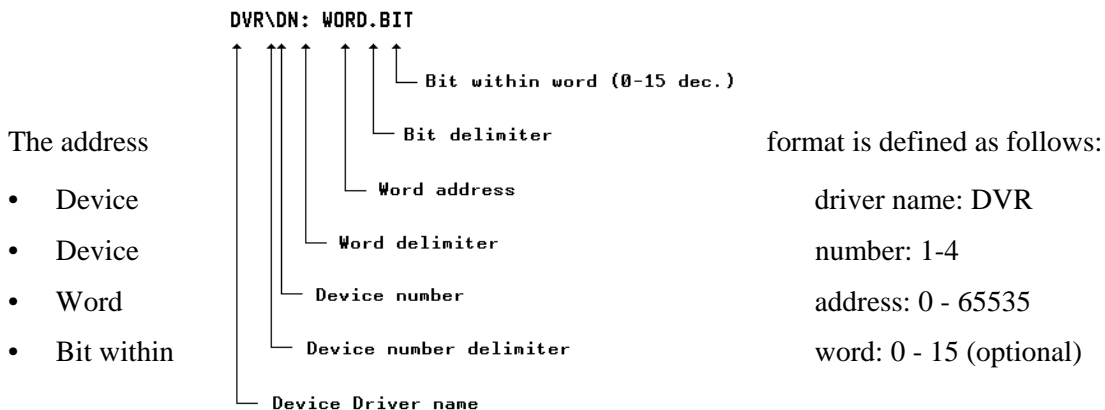 DVR\DN: WORD.BIT
Bit within word (0-15 dec.)
Bit delimiter
The address format is defined as follows:
Word address
• Device driver name: DVR
Word delimiter
• Device number: 1-4
Device number
• Word address: 0 - 65535
Device number delimiter
• Bit within word: 0 - 15 (optional)
Device Driver name